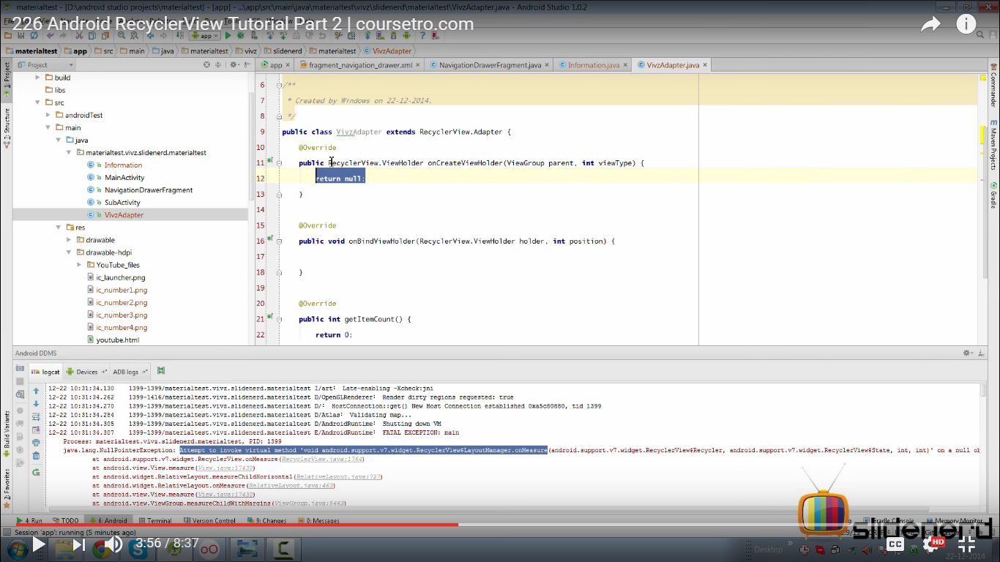 materialtest - [D:\android studio projects\materialtest] - [app] - ...\app\src\main\java\materialtest\vivz\slidenerd\materialtest\VivzAdapter.java - Android Studio 1.0.2
226 Android RecyclerView Tutorial Part 2 | coursetro.com
app
materialtest app src main java materialtest vivz slidenerd materialtest VivzAdapter
Project
app fragment_navigation_drawer.xml NavigationDrawerFragment.java Information.java VivzAdapter.java
1: Project
7: Structure
Build Variants
2: Favorites
build
libs
src
androidTest
main
java
materialtest.vivz.slidenerd.materialtest
Information
MainActivity
NavigationDrawerFragment
SubActivity
VivzAdapter
res
drawable
drawable-hdpi
YouTube_files
ic_launcher.png
ic_number1.png
ic_number2.png
ic_number3.png
ic_number4.png
youtube.html
6 /**
7 * Created by Windows on 22-12-2014.
8 */
9 public class VivzAdapter extends RecyclerView.Adapter {
10 @Override
11 public RecyclerView.ViewHolder onCreateViewHolder(ViewGroup parent, int viewType) {
12 return null;
13 }
14
15 @Override
16 public void onBindViewHolder(RecyclerView.ViewHolder holder, int position) {
17
18 }
19
20 @Override
21 public int getItemCount() {
22 return 0;
Commander
Maven Projects
Gradle
Android DDMS
logcat Devices ADB logs
12-22 10:31:34.130 1399-1399/materialtest.vivz.slidenerd.materialtest I/art: Late-enabling -Xcheck:jni
12-22 10:31:34.262 1399-1416/materialtest.vivz.slidenerd.materialtest D/OpenGLRenderer: Render dirty regions requested: true
12-22 10:31:34.270 1399-1399/materialtest.vivz.slidenerd.materialtest D/: HostConnection::get() New Host Connection established 0xa5c80880, tid 1399
12-22 10:31:34.284 1399-1399/materialtest.vivz.slidenerd.materialtest D/Atlas: Validating map...
12-22 10:31:34.305 1399-1399/materialtest.vivz.slidenerd.materialtest D/AndroidRuntime: Shutting down VM
12-22 10:31:34.307 1399-1399/materialtest.vivz.slidenerd.materialtest E/AndroidRuntime: FATAL EXCEPTION: main
Process: materialtest.vivz.slidenerd.materialtest, PID: 1399
java.lang.NullPointerException: Attempt to invoke virtual method 'void android.support.v7.widget.RecyclerView$LayoutManager.onMeasure(android.support.v7.widget.RecyclerView$Recycler, android.support.v7.widget.RecyclerView$State, int, int)' on a null ob
at android.support.v7.widget.RecyclerView.onMeasure(RecyclerView.java:1764)
at android.view.View.measure(View.java:17430)
at android.widget.RelativeLayout.measureChildHorizontal(RelativeLayout.java:727)
at android.widget.RelativeLayout.onMeasure(RelativeLayout.java:463)
at android.view.View.measure(View.java:17430)
at android.view.ViewGroup.measureChildWithMargins(ViewGroup.java:5463)
4: Run TODO 6: Android Terminal Version Control 9: Changes 0: Messages Gradle Console Memory Monitor
Session 'app': running (5 minutes ago)
slidenerd
3:56 / 8:37
Desktop
CC HD
22-12-2014